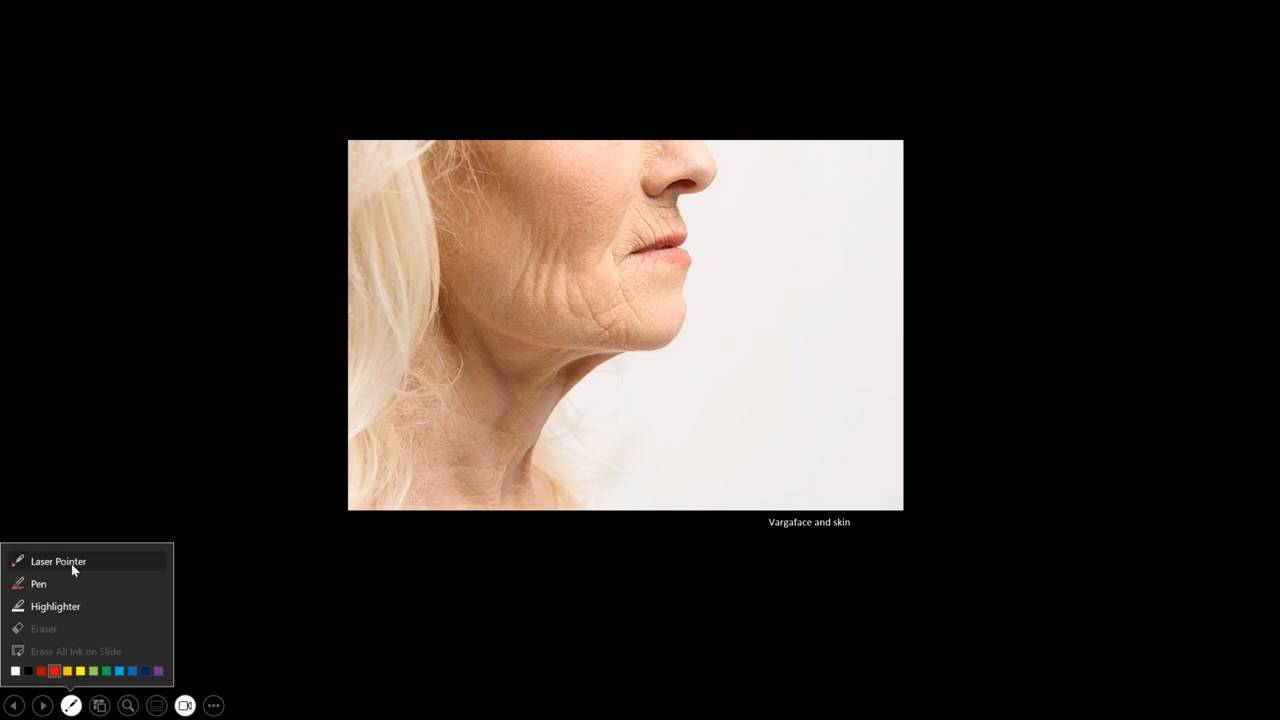 Vargaface and skin
Laser Pointer
Pen
Highlighter
Eraser
Erase All Ink on Slide